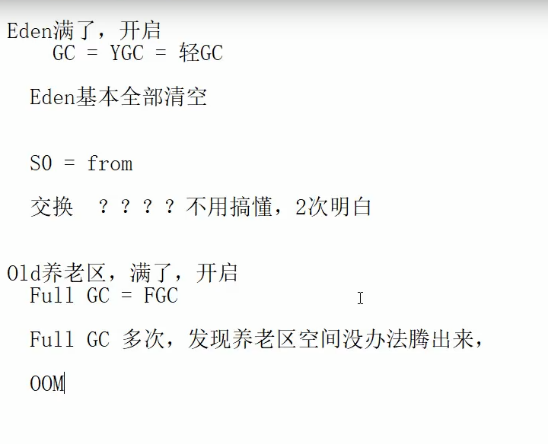 Eden满了，开启
GC = YGC = 轻GC
Eden基本全部清空
S0 = from
交换 ？？？？不用搞懂，2次明白
Old养老区，满了，开启
Full GC = FGC
Full GC 多次，发现养老区空间没办法腾出来，
OOM